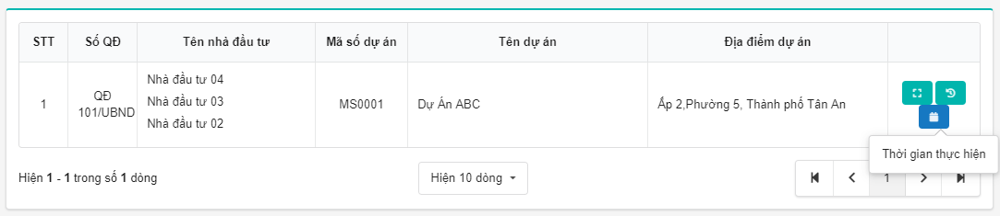 STT Số QĐ Tên nhà đầu tư Mã số dự án Tên dự án Địa điểm dự án
Nhà đầu tư 04
1 QĐ 101/UBND Nhà đầu tư 03 MS0001 Dự Án ABC Ấp 2,Phường 5, Thành phố Tân An
Nhà đầu tư 02
Thời gian thực hiện
Hiện 1 - 1 trong số 1 dòng Hiện 10 dòng 1